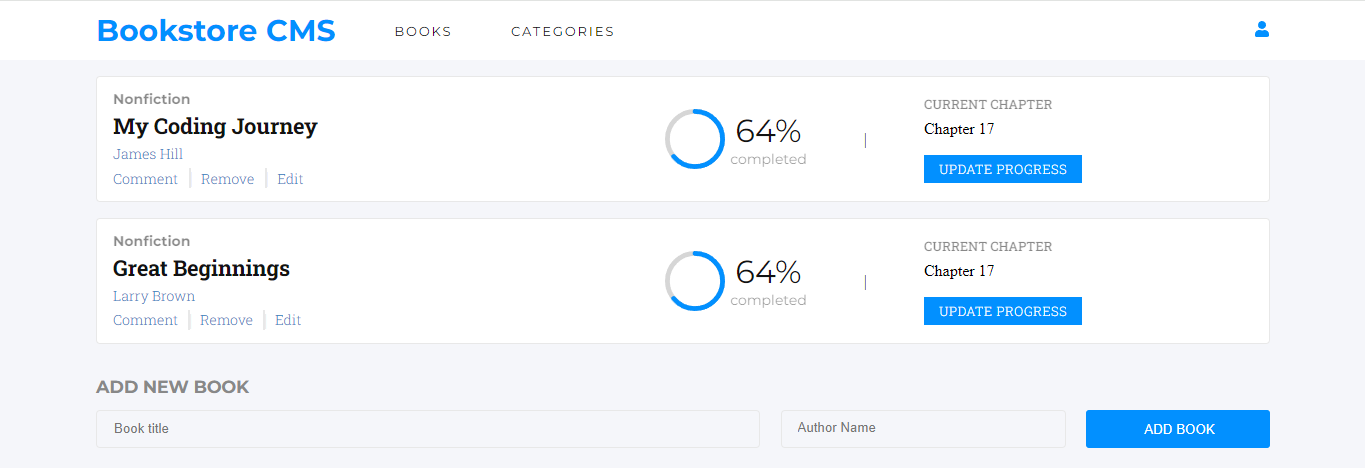 Bookstore CMS BOOKS CATEGORIES
Nonfiction
My Coding Journey
James Hill
Comment Remove Edit
64%
completed
CURRENT CHAPTER
Chapter 17
UPDATE PROGRESS
Nonfiction
Great Beginnings
Larry Brown
Comment Remove Edit
64%
completed
CURRENT CHAPTER
Chapter 17
UPDATE PROGRESS
ADD NEW BOOK
Book title Author Name ADD BOOK